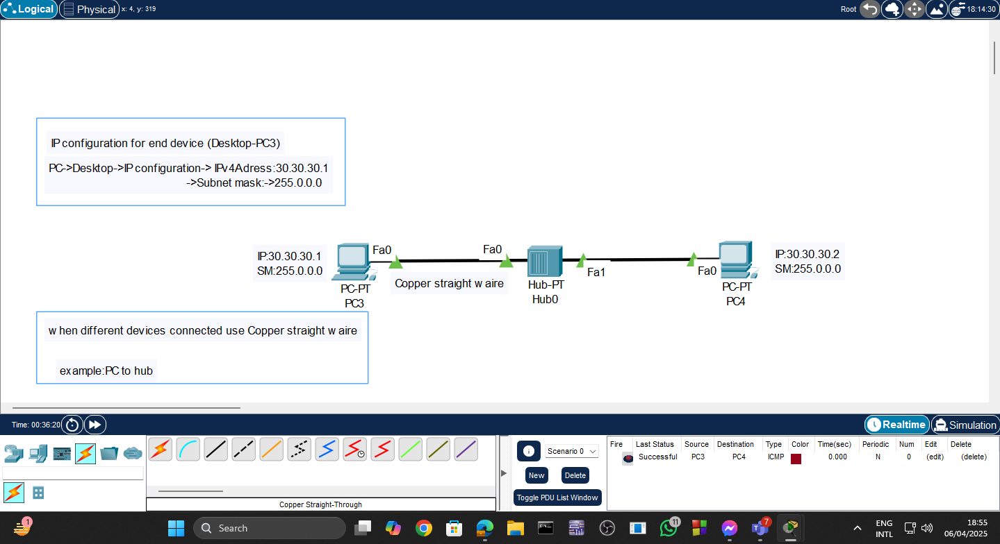 Logical
Physical
x: 4, y: 319
Root
18:14:30
IP configuration for end device (Desktop-PC3)
PC->Desktop->IP configuration-> IPv4Adress:30.30.30.1
->Subnet mask:->255.0.0.0
IP:30.30.30.1
SM:255.0.0.0
Fa0
PC-PT
PC3
Copper straight w aire
Fa0
Hub-PT
Hub0
Fa1
Fa0
PC-PT
PC4
IP:30.30.30.2
SM:255.0.0.0
w hen different devices connected use Copper straight w aire
example:PC to hub
Time: 00:36:20
Realtime
Simulation
Scenario 0
New
Delete
Toggle PDU List Window
Fire Last Status Source Destination Type Color Time(sec) Periodic Num Edit Delete
Successful PC3 PC4 ICMP 0.000 N 0 (edit) (delete)
Copper Straight-Through
1
Search
11
7
ENG
INTL
18:55
06/04/2025